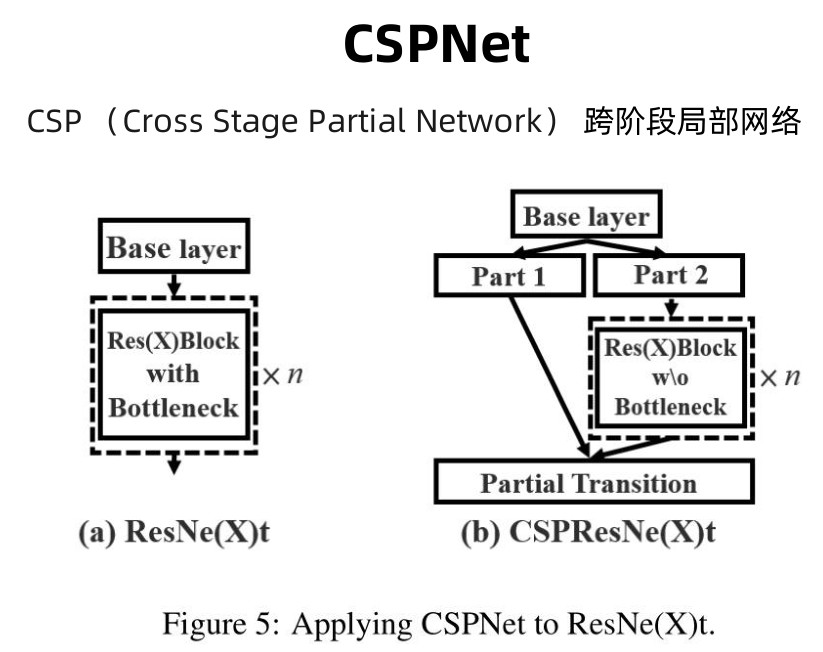 CSPNet
CSP （Cross Stage Partial Network） 跨阶段局部网络
Base layer
Res(X)Block
with
Bottleneck
× n
(a) ResNe(X)t
Base layer
Part 1
Part 2
Res(X)Block
w\o
Bottleneck
× n
Partial Transition
(b) CSPResNe(X)t
Figure 5: Applying CSPNet to ResNe(X)t.